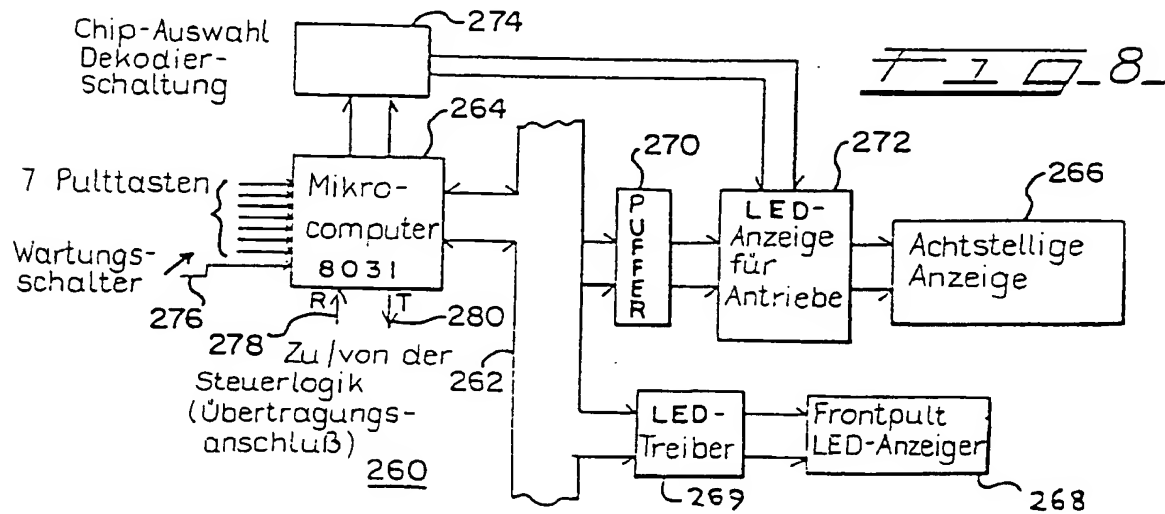 Chip-Auswahl
Dekodier-
schaltung
274
F I G_8_
264
270
272
266
7 Pulttasten
Mikro-
computer
8031
PUFFER
LED-
Anzeige
für
Antriebe
Achtstellige
Anzeige
Wartungs-
schalter
276
R
T
278
280
Zu/von der
Steuerlogik
(Übertragungs-
anschluß)
262
260
LED-
Treiber
269
Frontpult
LED-Anzeiger
268